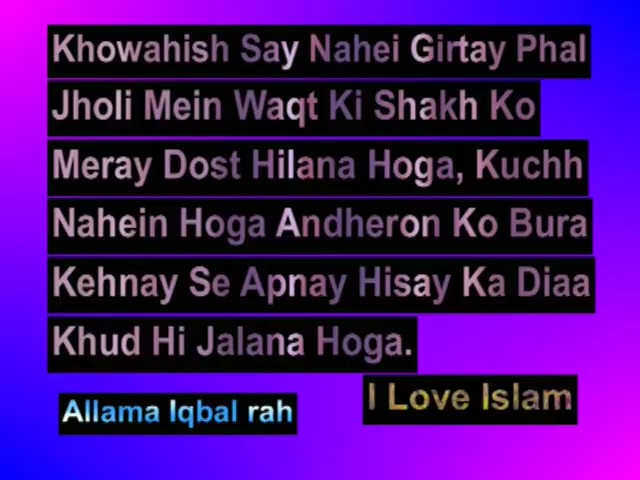 Khowahish Say Nahei Girtay Phal
Jholi Mein Waqt Ki Shakh Ko
Meray Dost Hilana Hoga, Kuchh
Nahein Hoga Andheron Ko Bura
Kehnay Se Apnay Hisay Ka Diaa
Khud Hi Jalana Hoga.
I Love Islam
Allama Iqbal rah